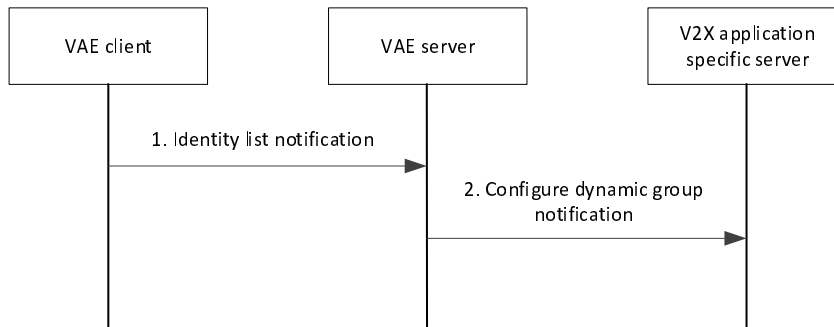 VAE client
VAE server
V2X application
specific server
1. Identity list notification
2. Configure dynamic group
notification